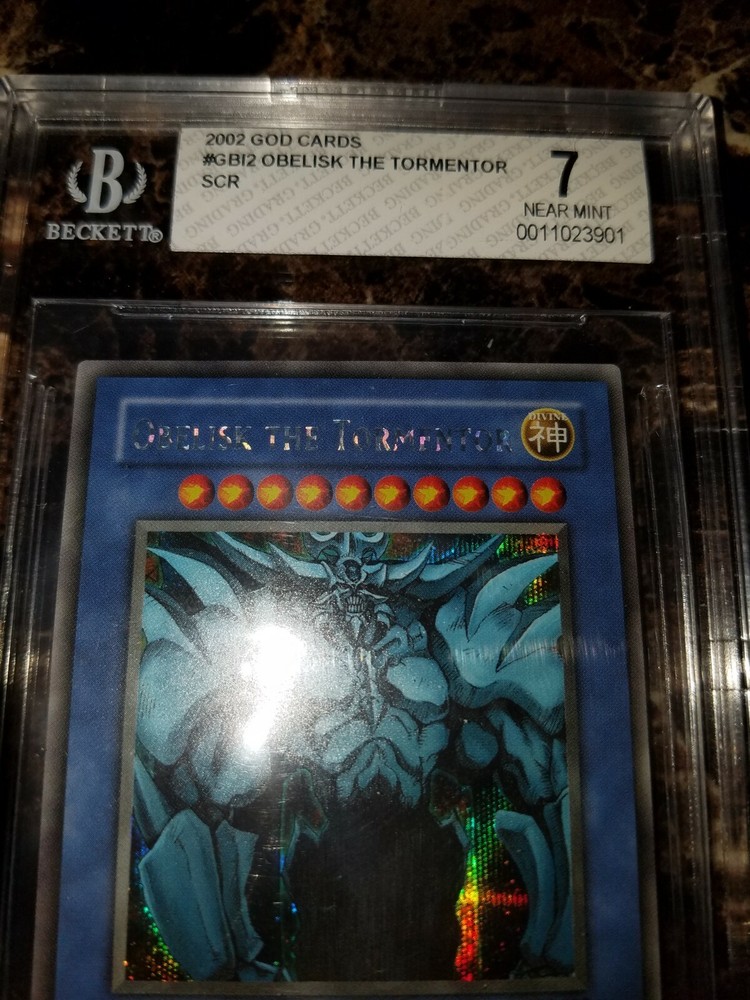 2002 GOD CARDS
#GBI2 OBELISK THE TORMENTOR
SCR
7
NEAR MINT
0011023901
B
BECKETT®
OBELISK THE TORMENTOR
DIVINE
神